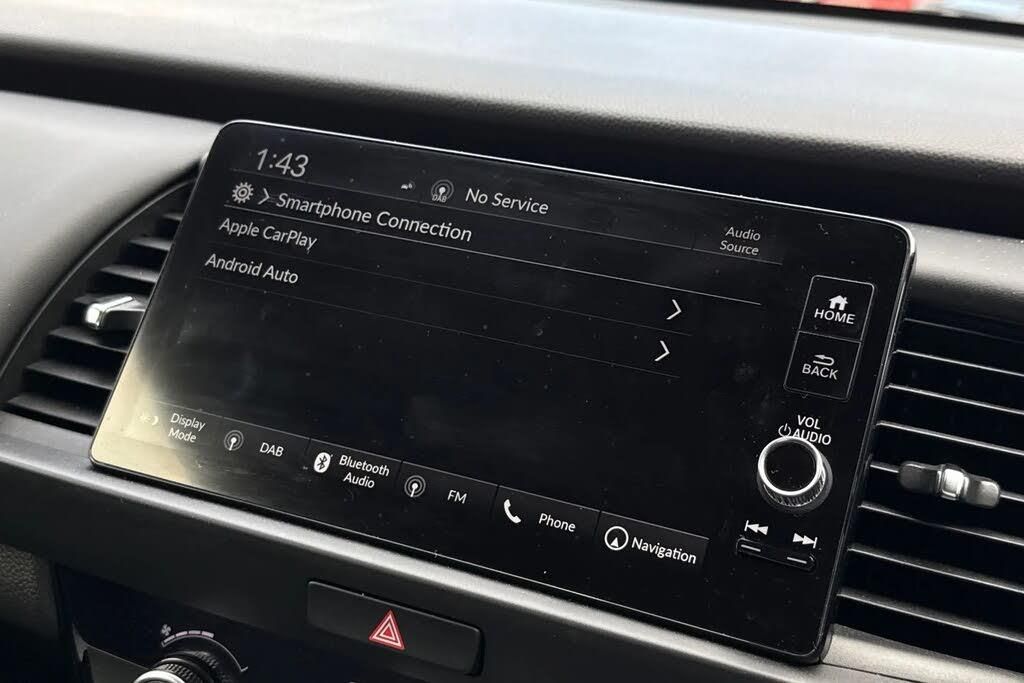 1:43
DAB
No Service
Smartphone Connection
Audio
Source
Apple CarPlay
Android Auto
HOME
BACK
VOL
AUDIO
Display
Mode
DAB
Bluetooth
Audio
FM
Phone
Navigation